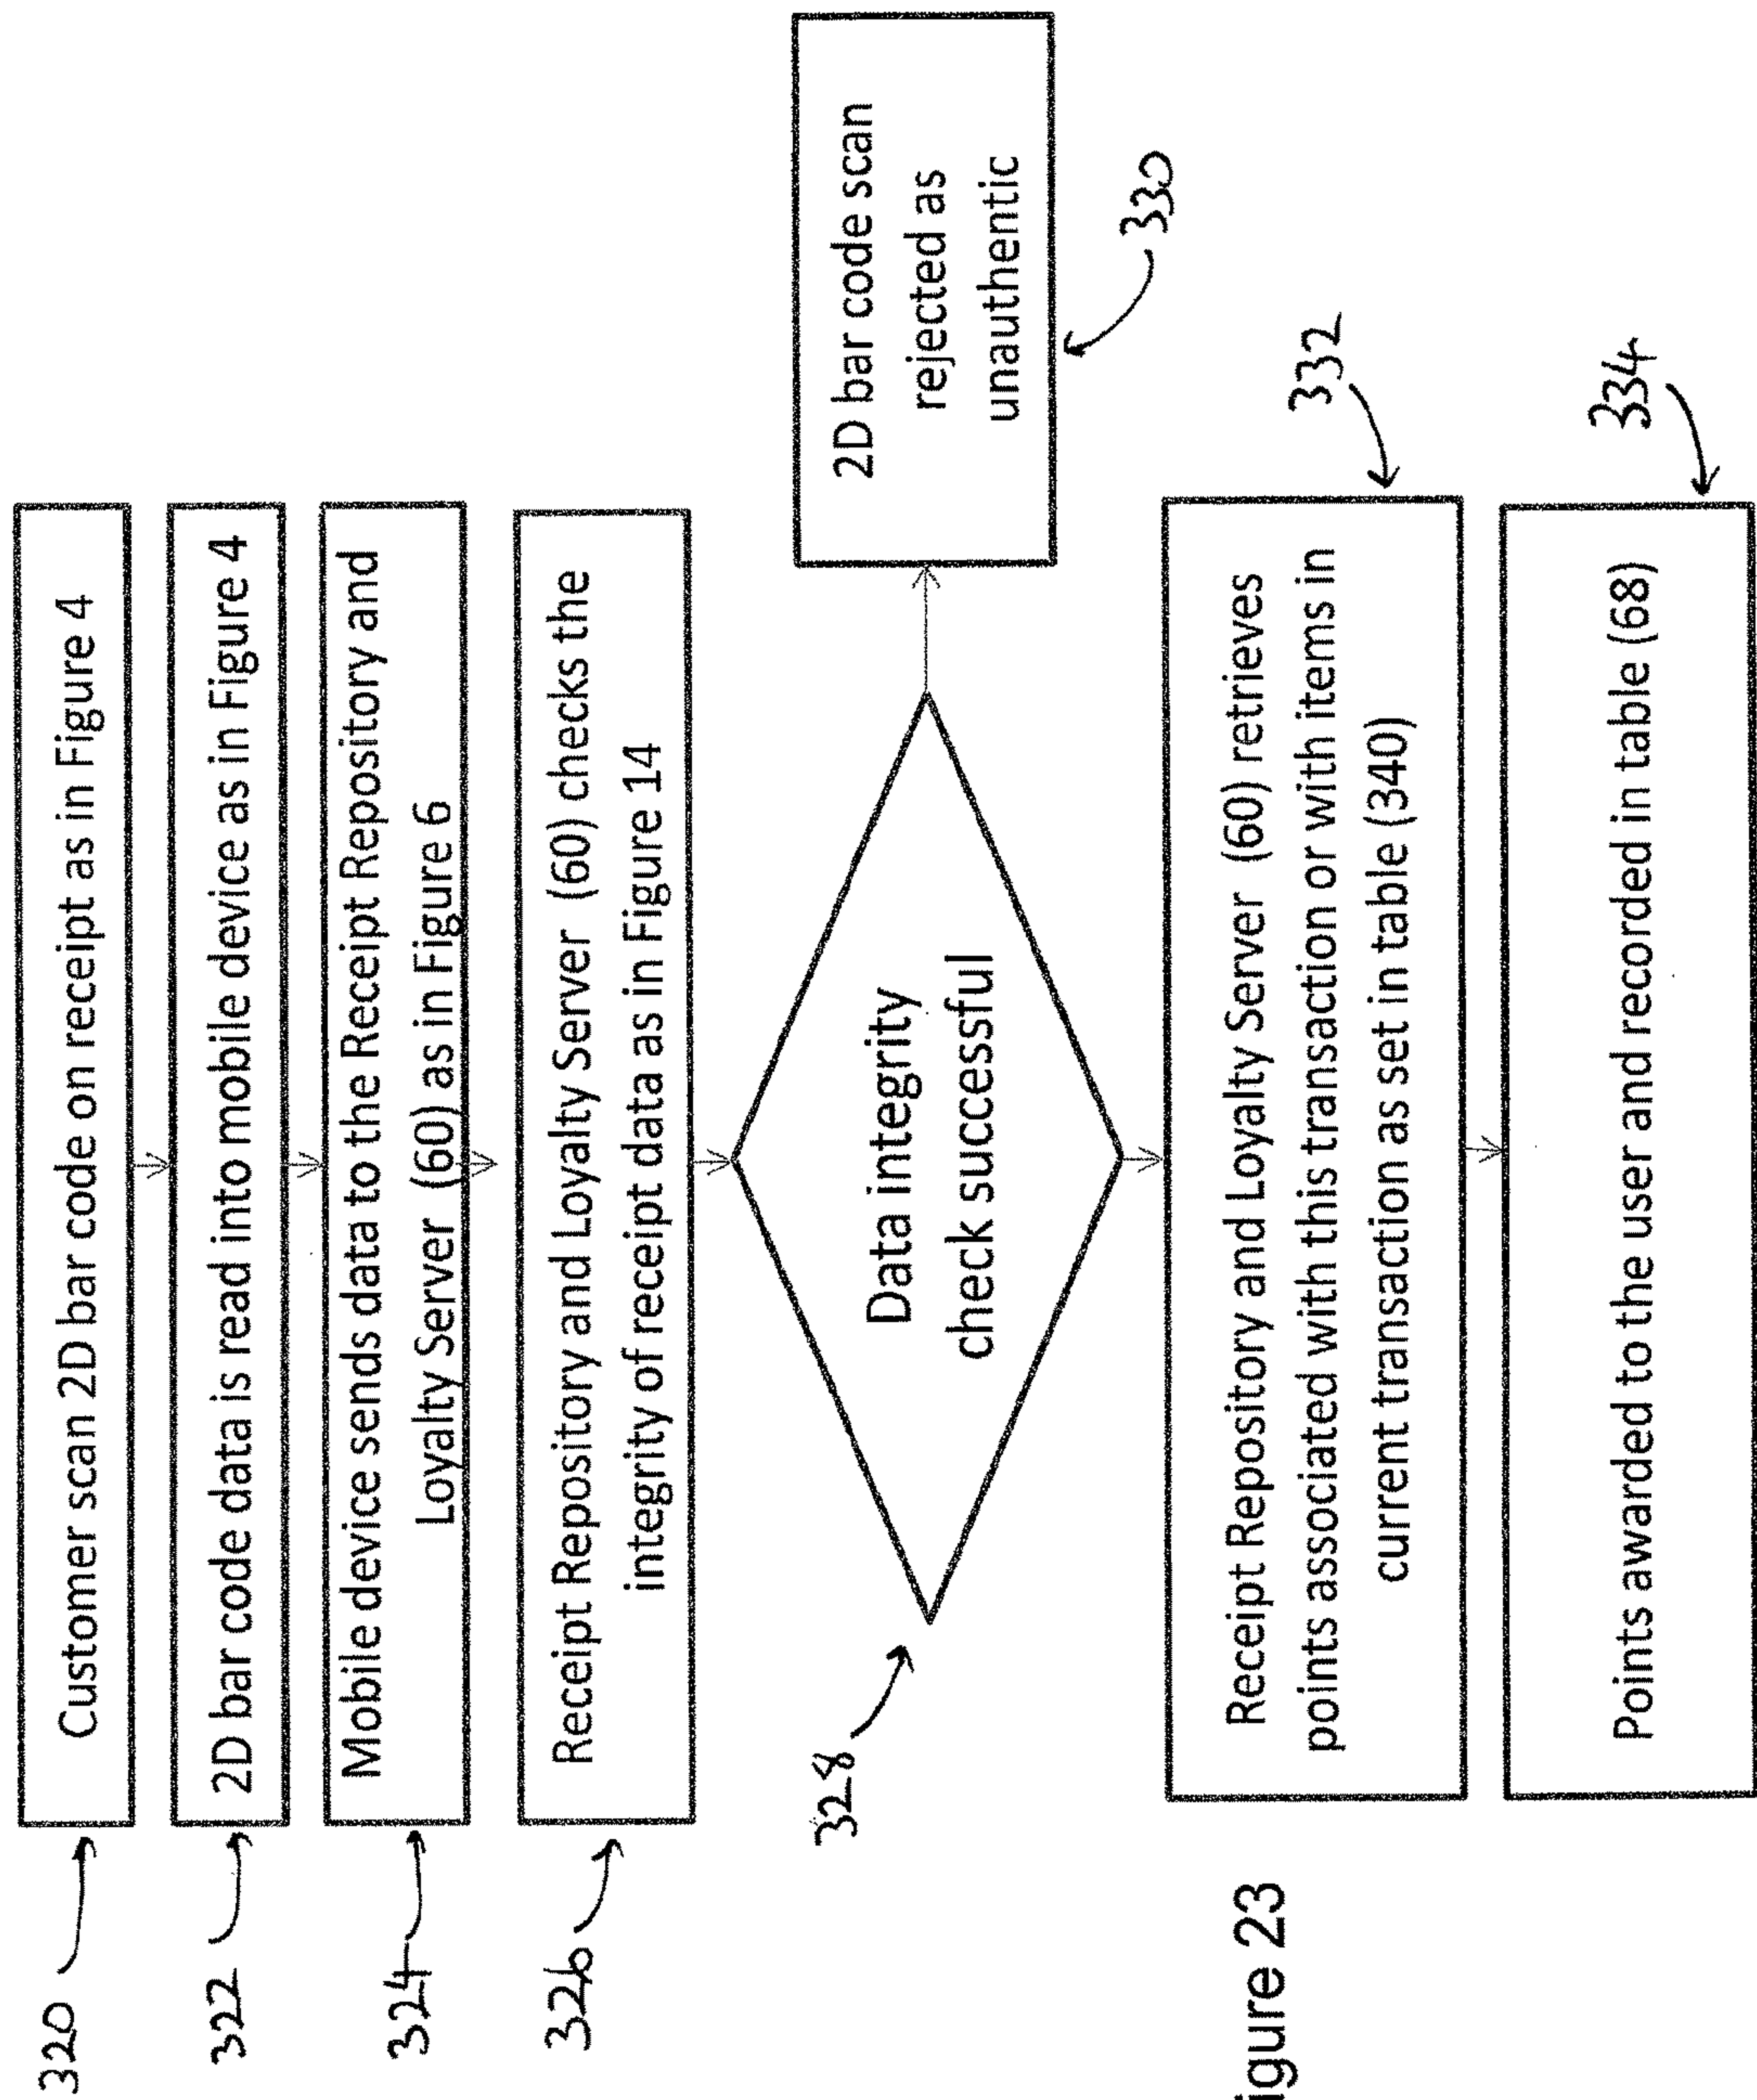 320
Customer scan 2D bar code on receipt as in Figure 4
322
2D bar code data is read into mobile device as in Figure 4
324
Mobile device sends data to the Receipt Repository and
Loyalty Server (60) as in Figure 6
326
Receipt Repository and Loyalty Server (60) checks the
integrity of receipt data as in Figure 14
328
Data integrity
check successful
2D bar code scan
rejected as
unauthentic
330
Receipt Repository and Loyalty Server (60) retrieves
points associated with this transaction or with items in
current transaction as set in table (340)
332
Points awarded to the user and recorded in table (68)
334
igure 23